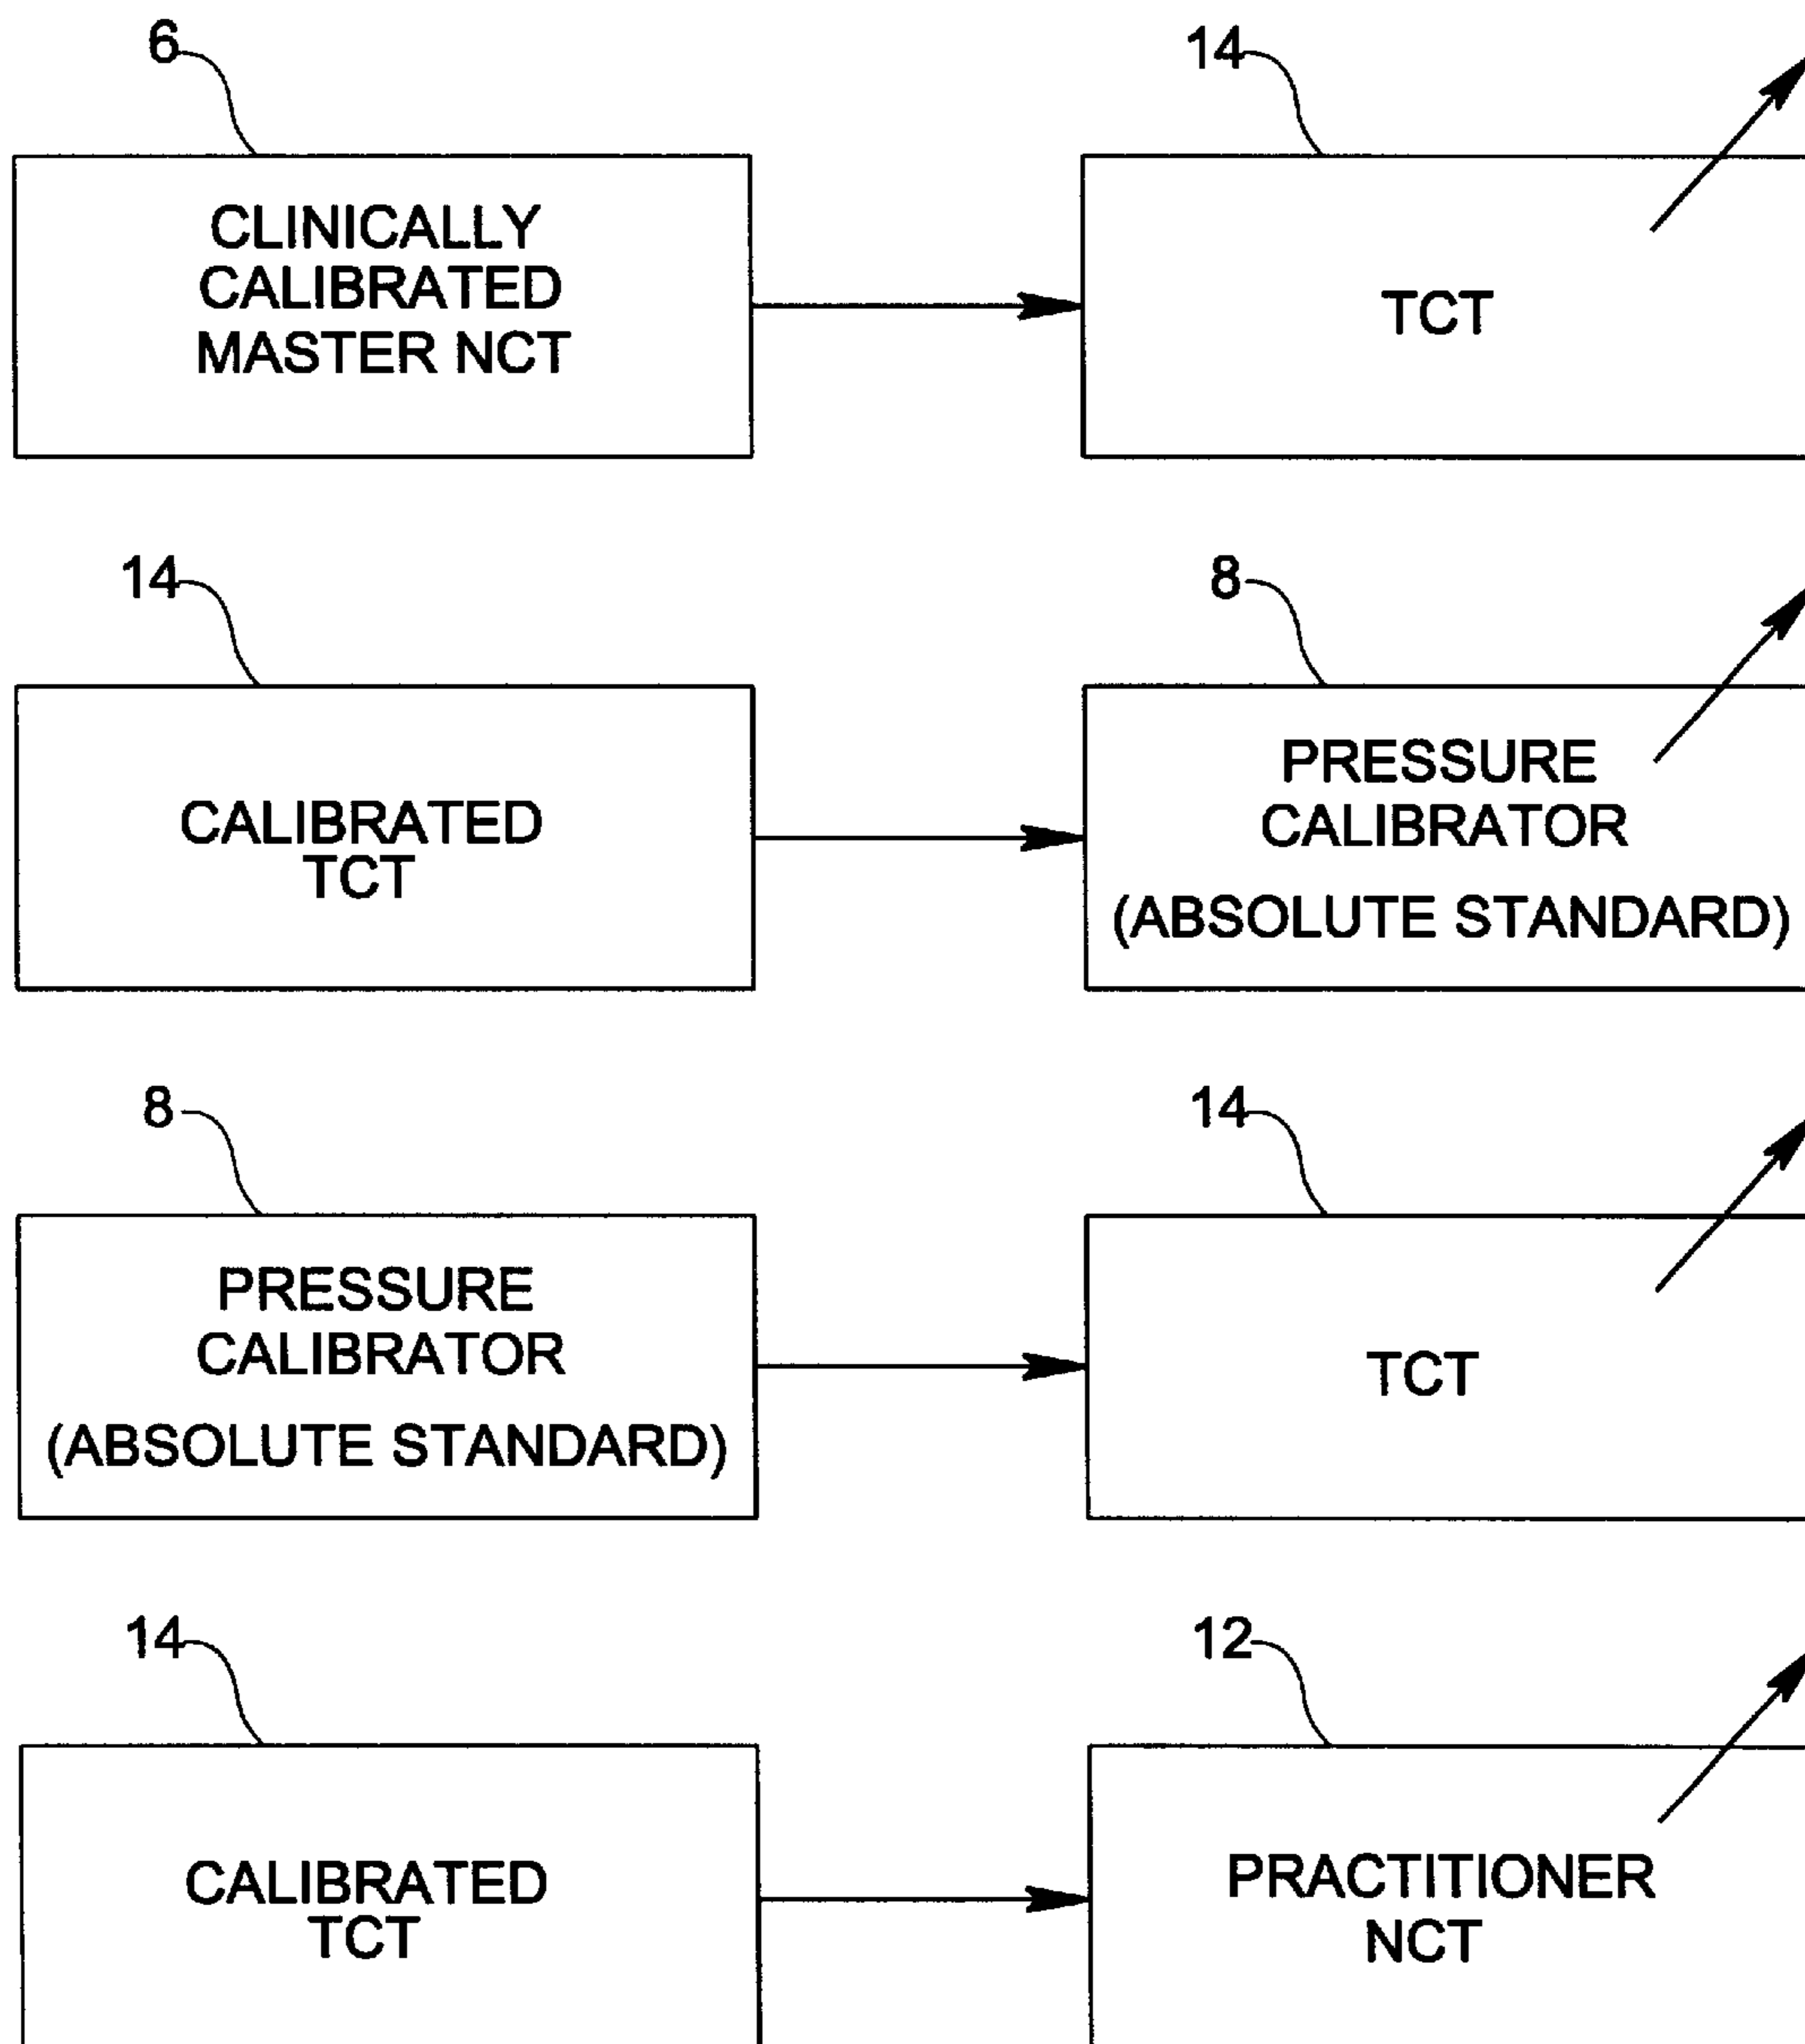 6
14
CLINICALLY
CALIBRATED
MASTER NCT
TCT
14
8
CALIBRATED
TCT
PRESSURE
CALIBRATOR
(ABSOLUTE STANDARD)
8
14
PRESSURE
CALIBRATOR
(ABSOLUTE STANDARD)
TCT
14
12
CALIBRATED
TCT
PRACTITIONER
NCT